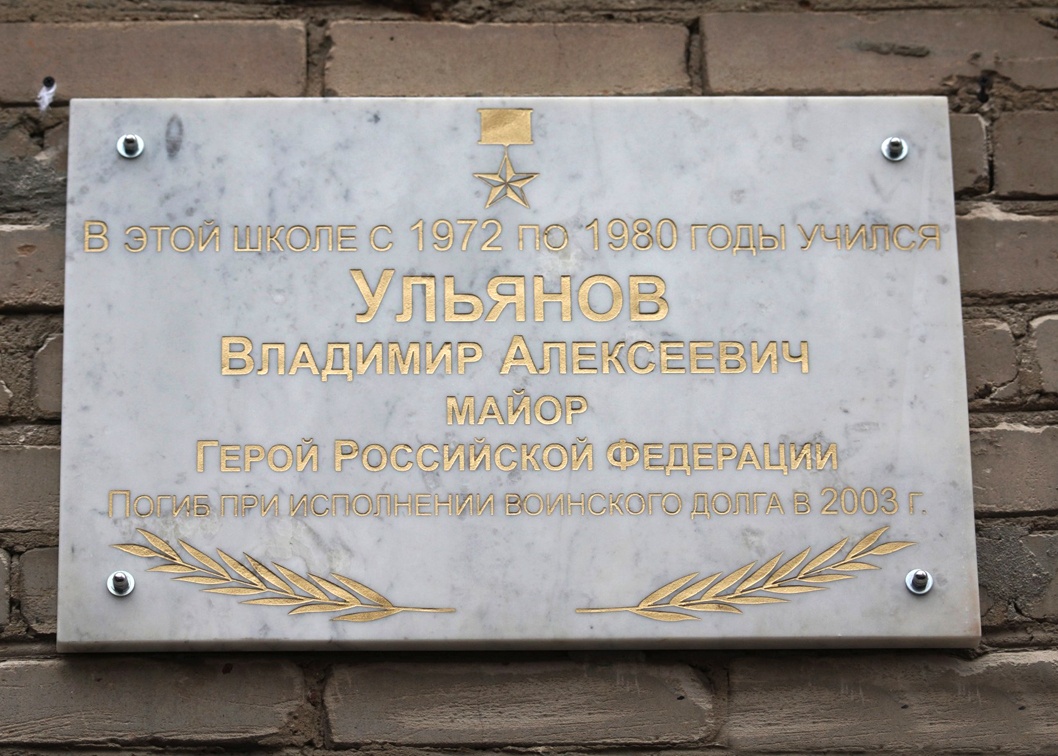 В этой школе с 1972 по 1980 годы учился
Ульянов
Владимир Алексеевич
майор
Герой Российской Федерации
Погиб при исполнении воинского долга в 2003 г.